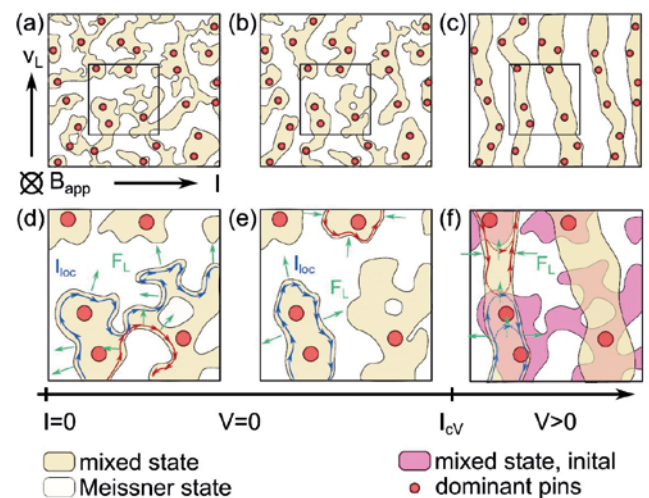 (a) (b) (c)
v_L
⊗ B_app I
(d) (e) (f)
I_loc F_L I_loc F_L F_L
I=0 V=0 I_cV V>0
mixed state mixed state, inital
Meissner state dominant pins